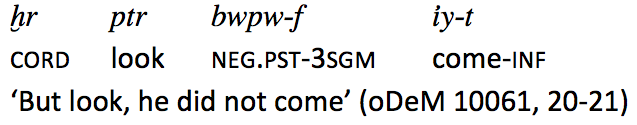 ḫr ptr bwpw-f iy-t
CORD look NEG.PST-3SGM come-INF
‘But look, he did not come’ (oDeM 10061, 20-21)